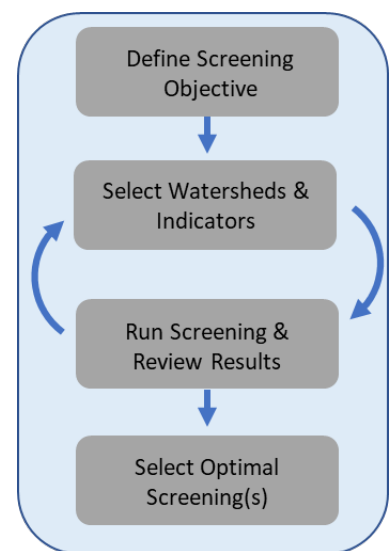 Define Screening
Objective
Select Watersheds &
Indicators
Run Screening &
Review Results
Select Optimal
Screening(s)